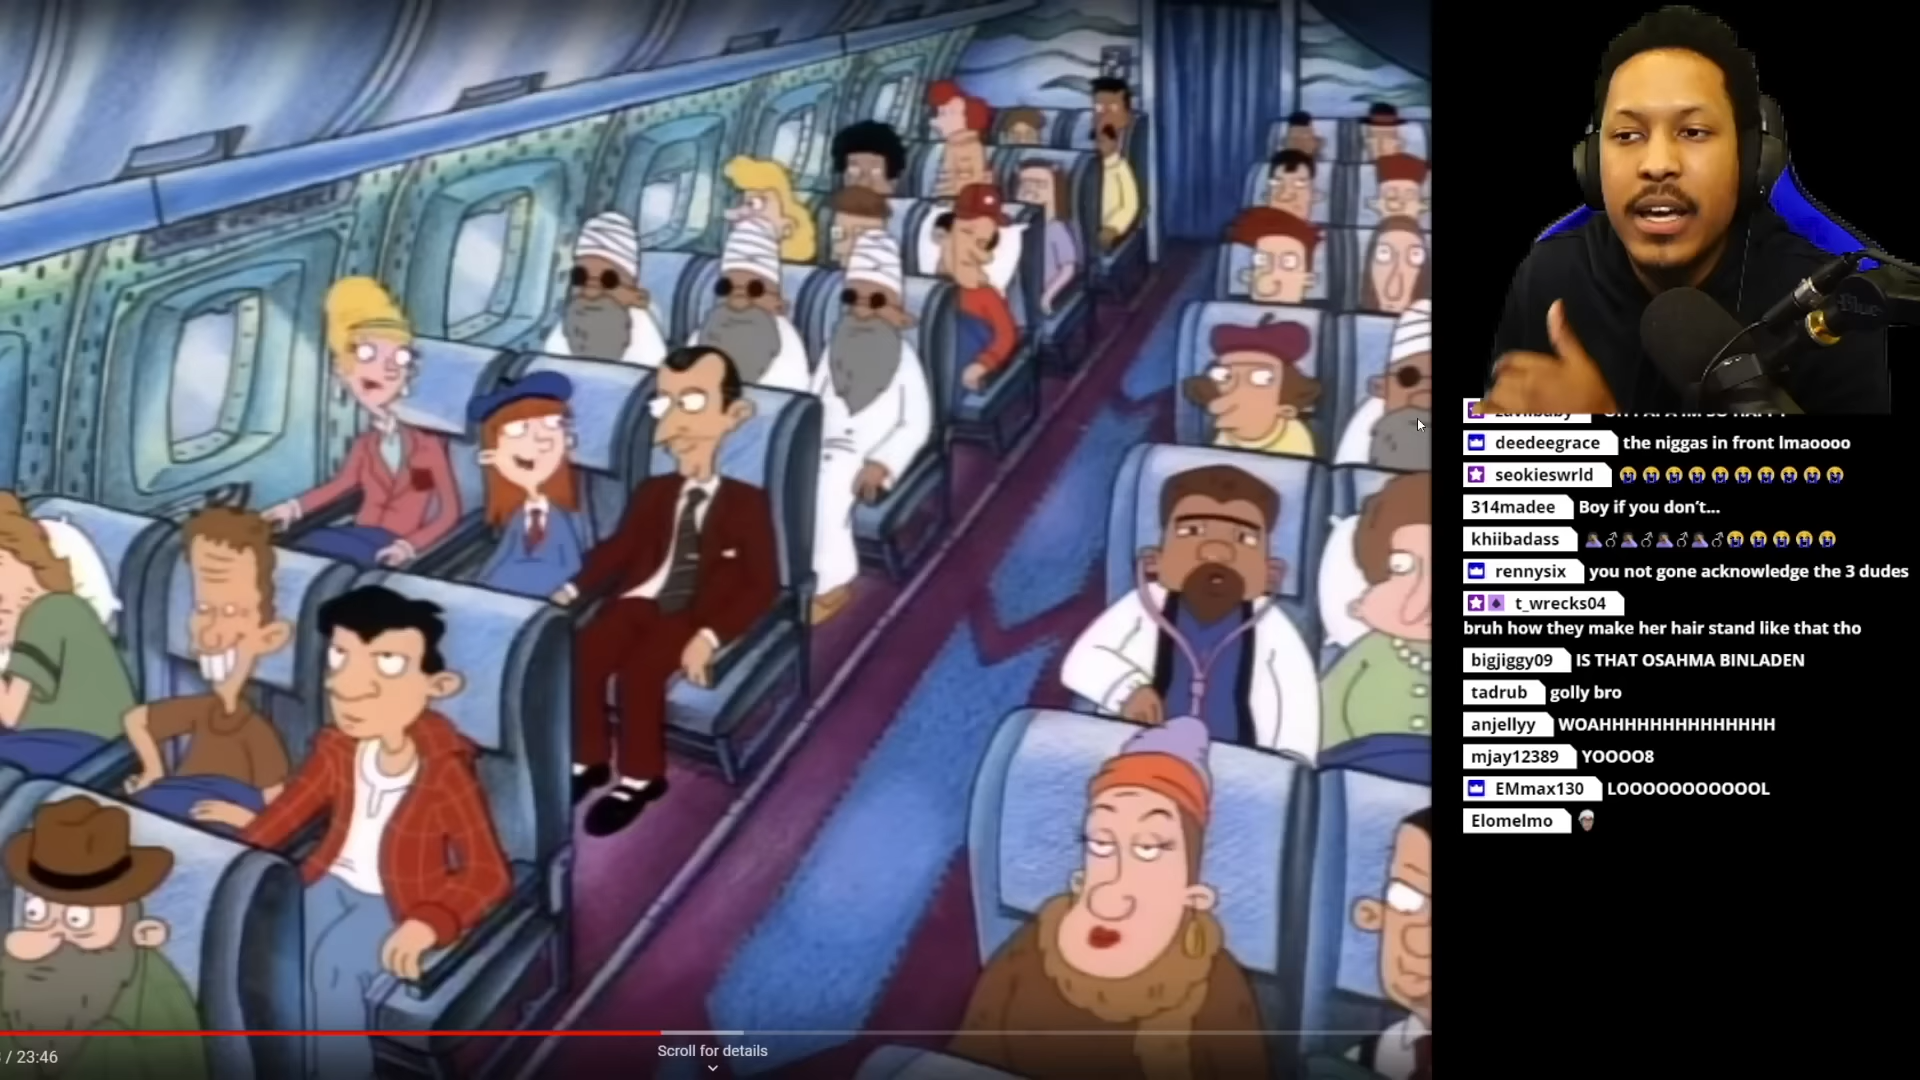 deedeegrace the niggas in front lmaoooo
seokieswrld 😭😭😭😭😭😭😭😭😭😭
314madee Boy if you don't...
khiibadass 🤦🏿♂🤦🏿♂🤦🏿♂🤦🏿♂😭😭😭😭😭
rennysix you not gone acknowledge the 3 dudes
t_wrecks04
bruh how they make her hair stand like that tho
bigjiggy09 IS THAT OSAHMA BINLADEN
tadrub golly bro
anjellyy WOAHHHHHHHHHHHHHH
mjay12389 YOOOO8
EMmax130 LOOOOOOOOOOOL
Elomelmo
/ 23:46
Scroll for details